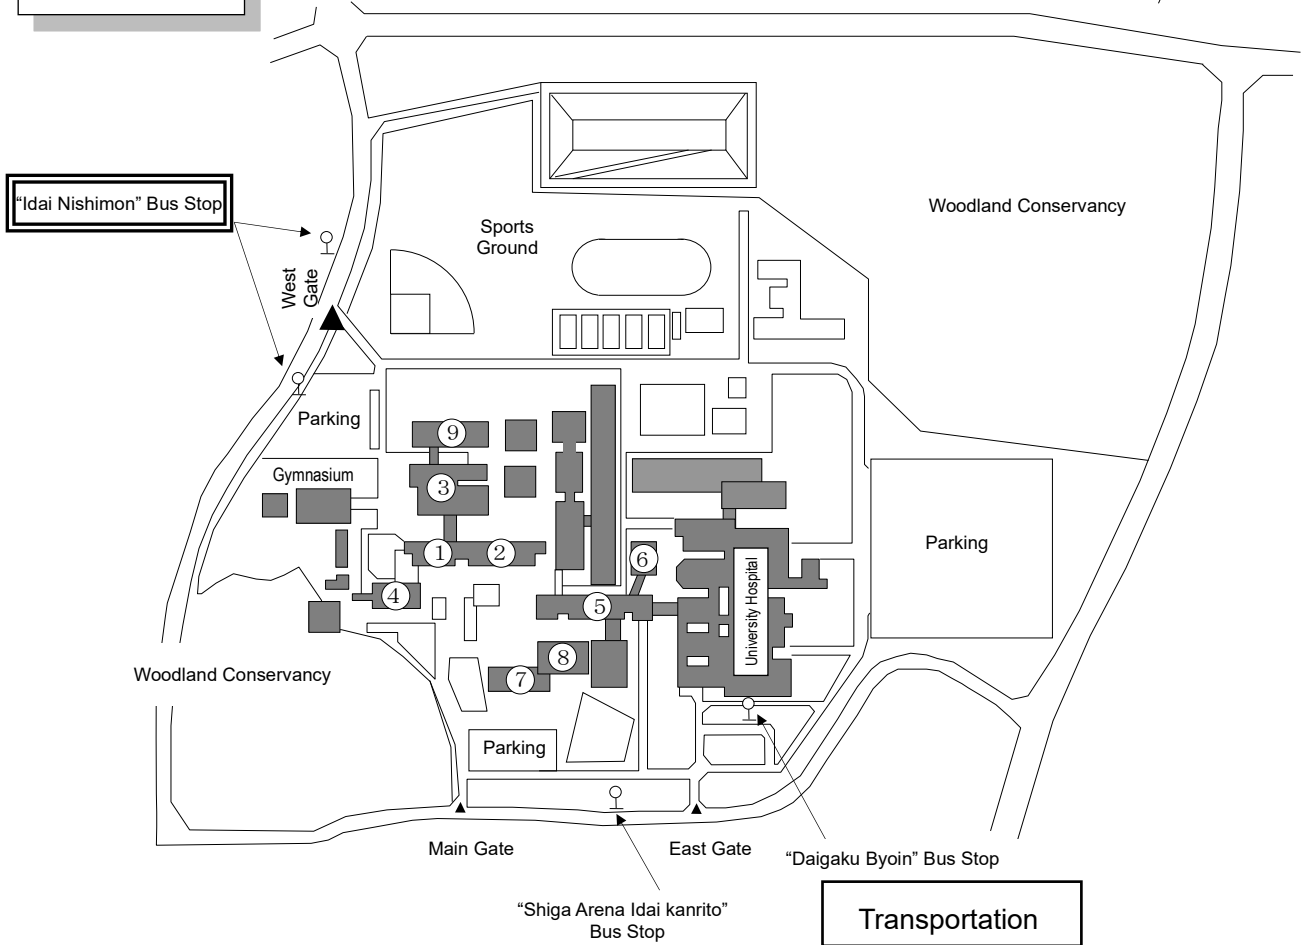 “Idai Nishimon” Bus Stop
Woodland Conservancy
Sports
Ground
West
Gate
Parking
9
Gymnasium
3
Parking
1
2
6
4
5
University Hospital
8
Woodland Conservancy
7
Parking
Main Gate
East Gate
“Daigaku Byoin” Bus Stop
“Shiga Arena Idai kanrito”
Bus Stop
Transportation